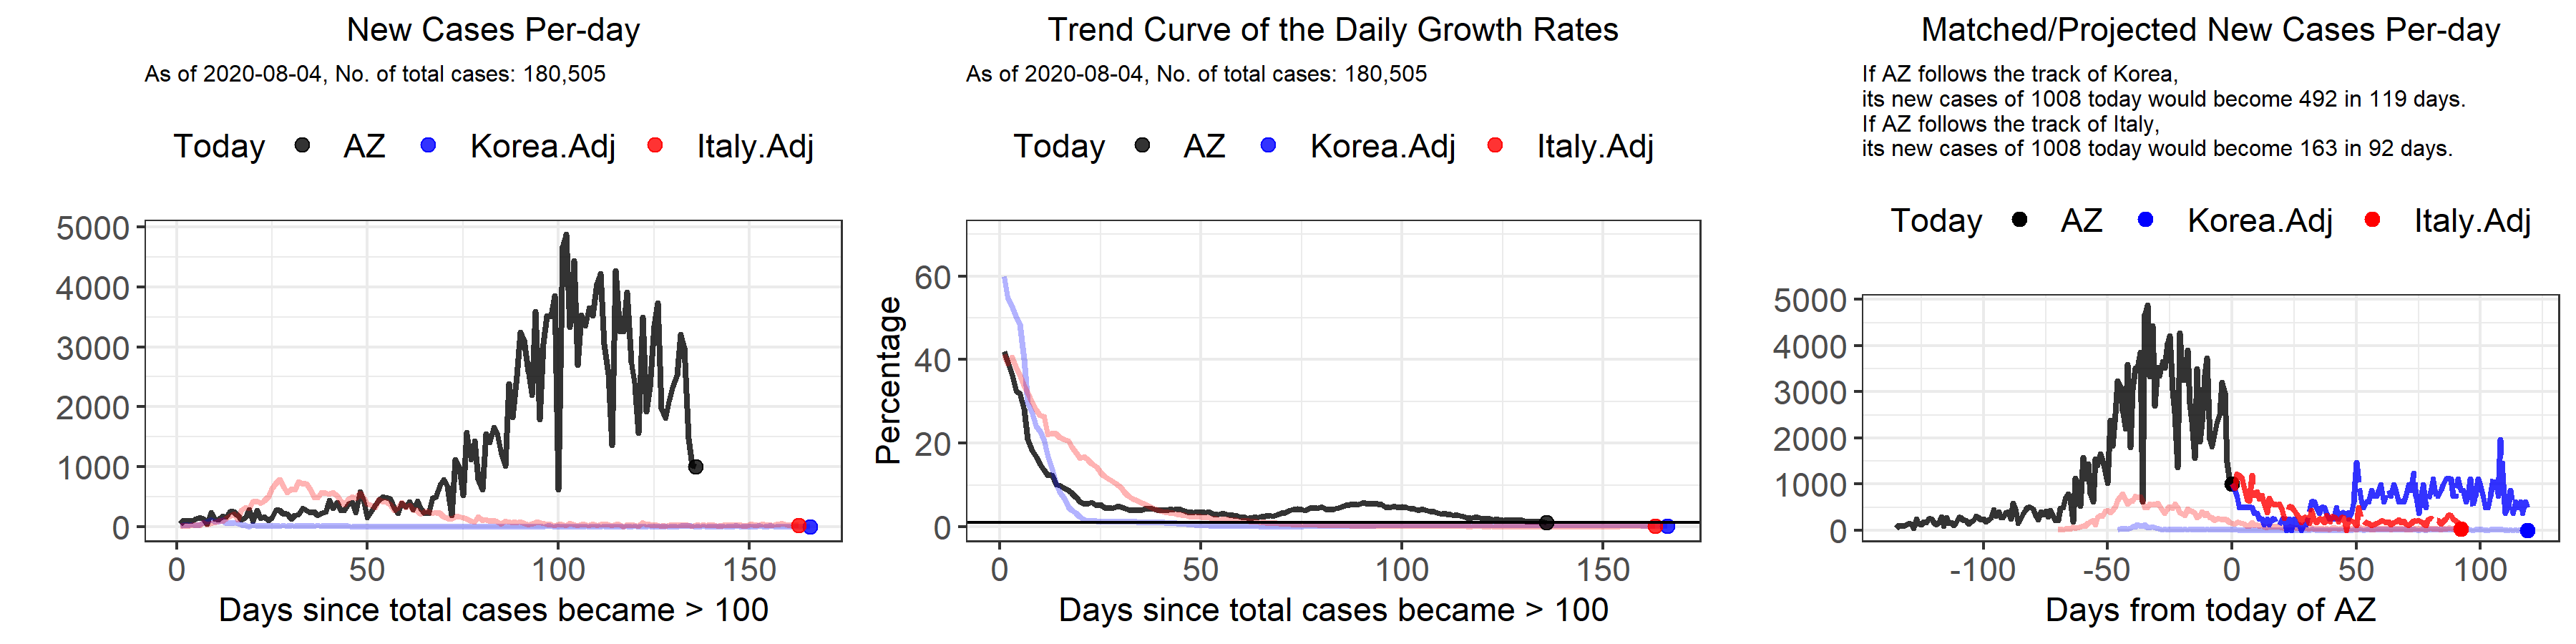 New Cases Per-day
As of 2020-08-04, No. of total cases: 180,505
Today AZ Korea.Adj Italy.Adj
5000
4000
3000
2000
1000
0
0 50 100 150
Days since total cases became > 100
Trend Curve of the Daily Growth Rates
As of 2020-08-04, No. of total cases: 180,505
Today AZ Korea.Adj Italy.Adj
Percentage
60
40
20
0
0 50 100 150
Days since total cases became > 100
Matched/Projected New Cases Per-day
If AZ follows the track of Korea,
its new cases of 1008 today would become 492 in 119 days.
If AZ follows the track of Italy,
its new cases of 1008 today would become 163 in 92 days.
Today AZ Korea.Adj Italy.Adj
5000
4000
3000
2000
1000
0
-100 -50 0 50 100
Days from today of AZ